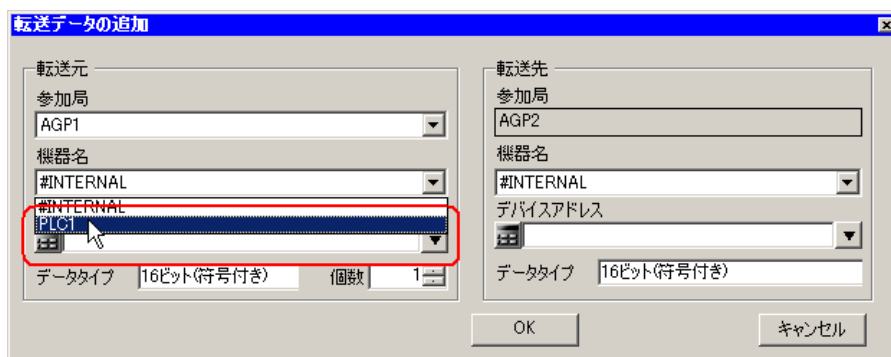 転送データの追加
転送元
参加局
AGP1
機器名
#INTERNAL
#INTERNAL
PLC1
データタイプ 16ビット(符号付き) 個数 1
転送先
参加局
AGP2
機器名
#INTERNAL
デバイスアドレス
データタイプ 16ビット(符号付き)
OK キャンセル